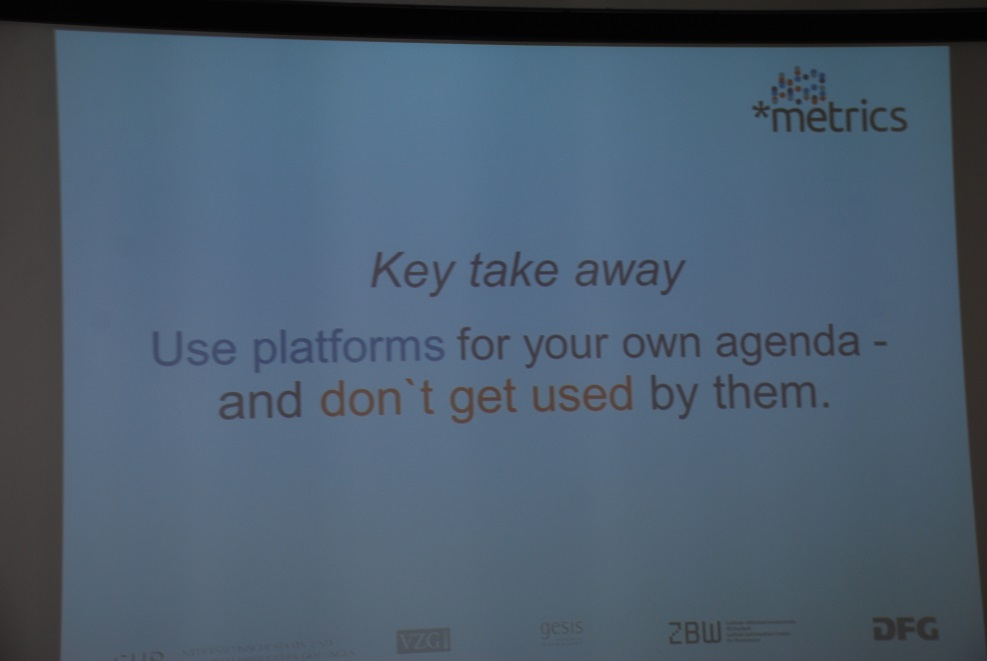 *metrics
Key take away
Use platforms for your own agenda -
and don`t get used by them.
VZG
gesis
ZBW
DFG